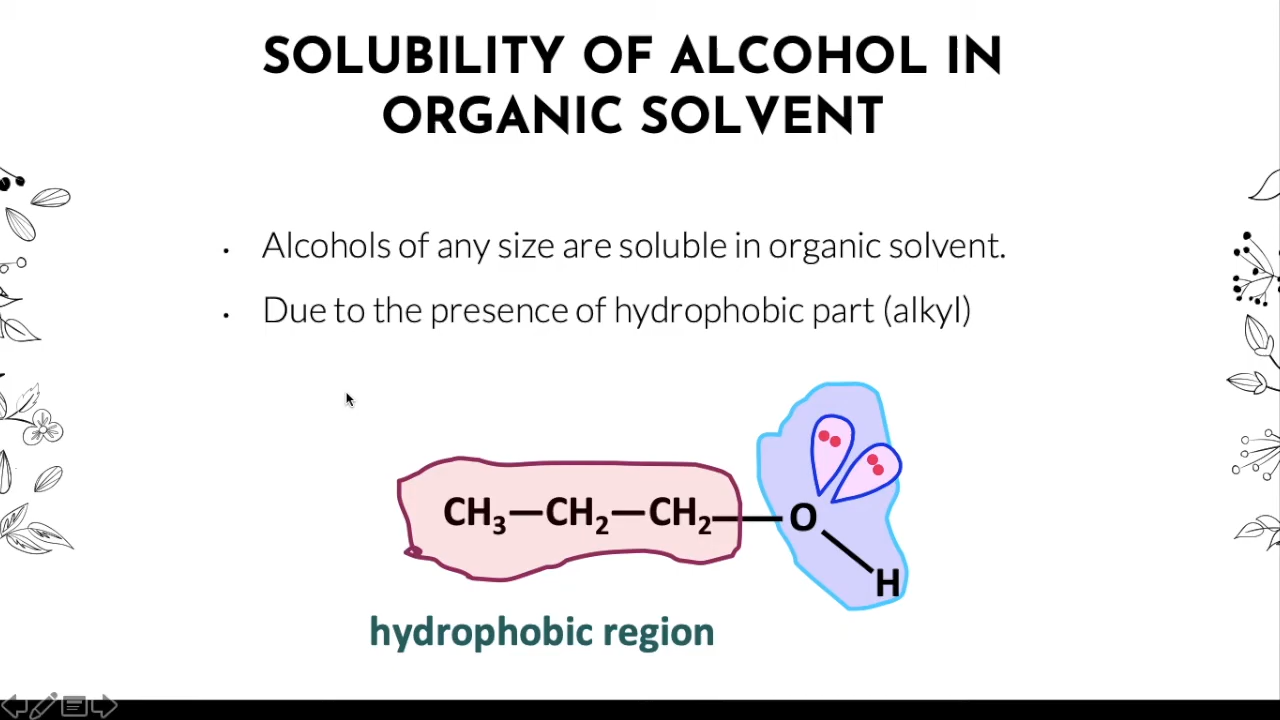 SOLUBILITY OF ALCOHOL IN
ORGANIC SOLVENT
• Alcohols of any size are soluble in organic solvent.
• Due to the presence of hydrophobic part (alkyl)
CH₃—CH₂—CH₂—O
H
hydrophobic region